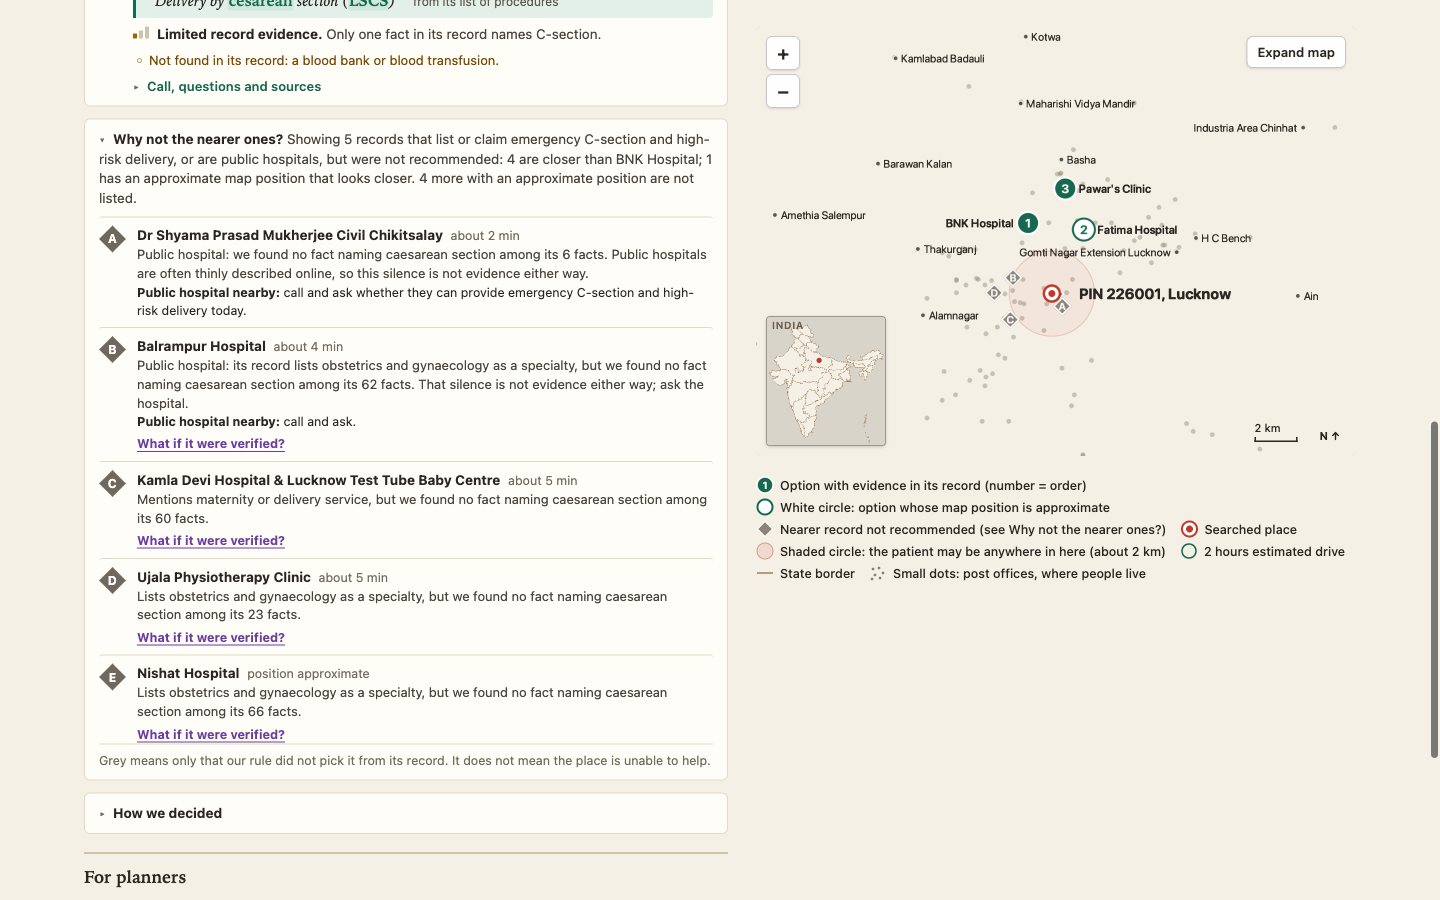 Delivery by cesarean section (LSCS) from its list of procedures
Limited record evidence. Only one fact in its record names C-section.
Not found in its record: a blood bank or blood transfusion.
Call, questions and sources
Why not the nearer ones? Showing 5 records that list or claim emergency C-section and high-
risk delivery, or are public hospitals, but were not recommended: 4 are closer than BNK Hospital; 1
has an approximate map position that looks closer. 4 more with an approximate position are not
listed.
A
Dr Shyama Prasad Mukherjee Civil Chikitsalay about 2 min
Public hospital: we found no fact naming caesarean section among its 6 facts. Public hospitals
are often thinly described online, so this silence is not evidence either way.
Public hospital nearby: call and ask whether they can provide emergency C-section and high-
risk delivery today.
B
Balrampur Hospital about 4 min
Public hospital: its record lists obstetrics and gynaecology as a specialty, but we found no fact
naming caesarean section among its 62 facts. That silence is not evidence either way; ask the
hospital.
Public hospital nearby: call and ask.
What if it were verified?
C
Kamla Devi Hospital & Lucknow Test Tube Baby Centre about 5 min
Mentions maternity or delivery service, but we found no fact naming caesarean section among
its 60 facts.
What if it were verified?
D
Ujala Physiotherapy Clinic about 5 min
Lists obstetrics and gynaecology as a specialty, but we found no fact naming caesarean
section among its 23 facts.
What if it were verified?
E
Nishat Hospital position approximate
Lists obstetrics and gynaecology as a specialty, but we found no fact naming caesarean
section among its 66 facts.
What if it were verified?
Grey means only that our rule did not pick it from its record. It does not mean the place is unable to help.
How we decided
For planners
+
−
Expand map
Kotwa
Kamlabad Badauli
Maharishi Vidya Mandir
Industria Area Chinhat
Barawan Kalan
Basha
3 Pawar's Clinic
Amethia Salempur
BNK Hospital 1
2 Fatima Hospital
H C Bench
Thakurganj
Gomti Nagar Extension Lucknow
B
D
PIN 226001, Lucknow
Ain
A
Alamnagar
C
INDIA
2 km
N ↑
1 Option with evidence in its record (number = order)
White circle: option whose map position is approximate
Nearer record not recommended (see Why not the nearer ones?) Searched place
Shaded circle: the patient may be anywhere in here (about 2 km) 2 hours estimated drive
State border Small dots: post offices, where people live